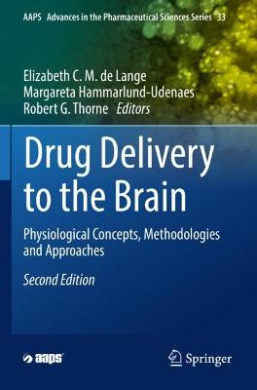 AAPS Advances in the Pharmaceutical Sciences Series 33
Elizabeth C. M. de Lange
Margareta Hammarlund-Udenaes
Robert G. Thorne Editors
Drug Delivery
to the Brain
Physiological Concepts, Methodologies
and Approaches
Second Edition
aaps
Springer